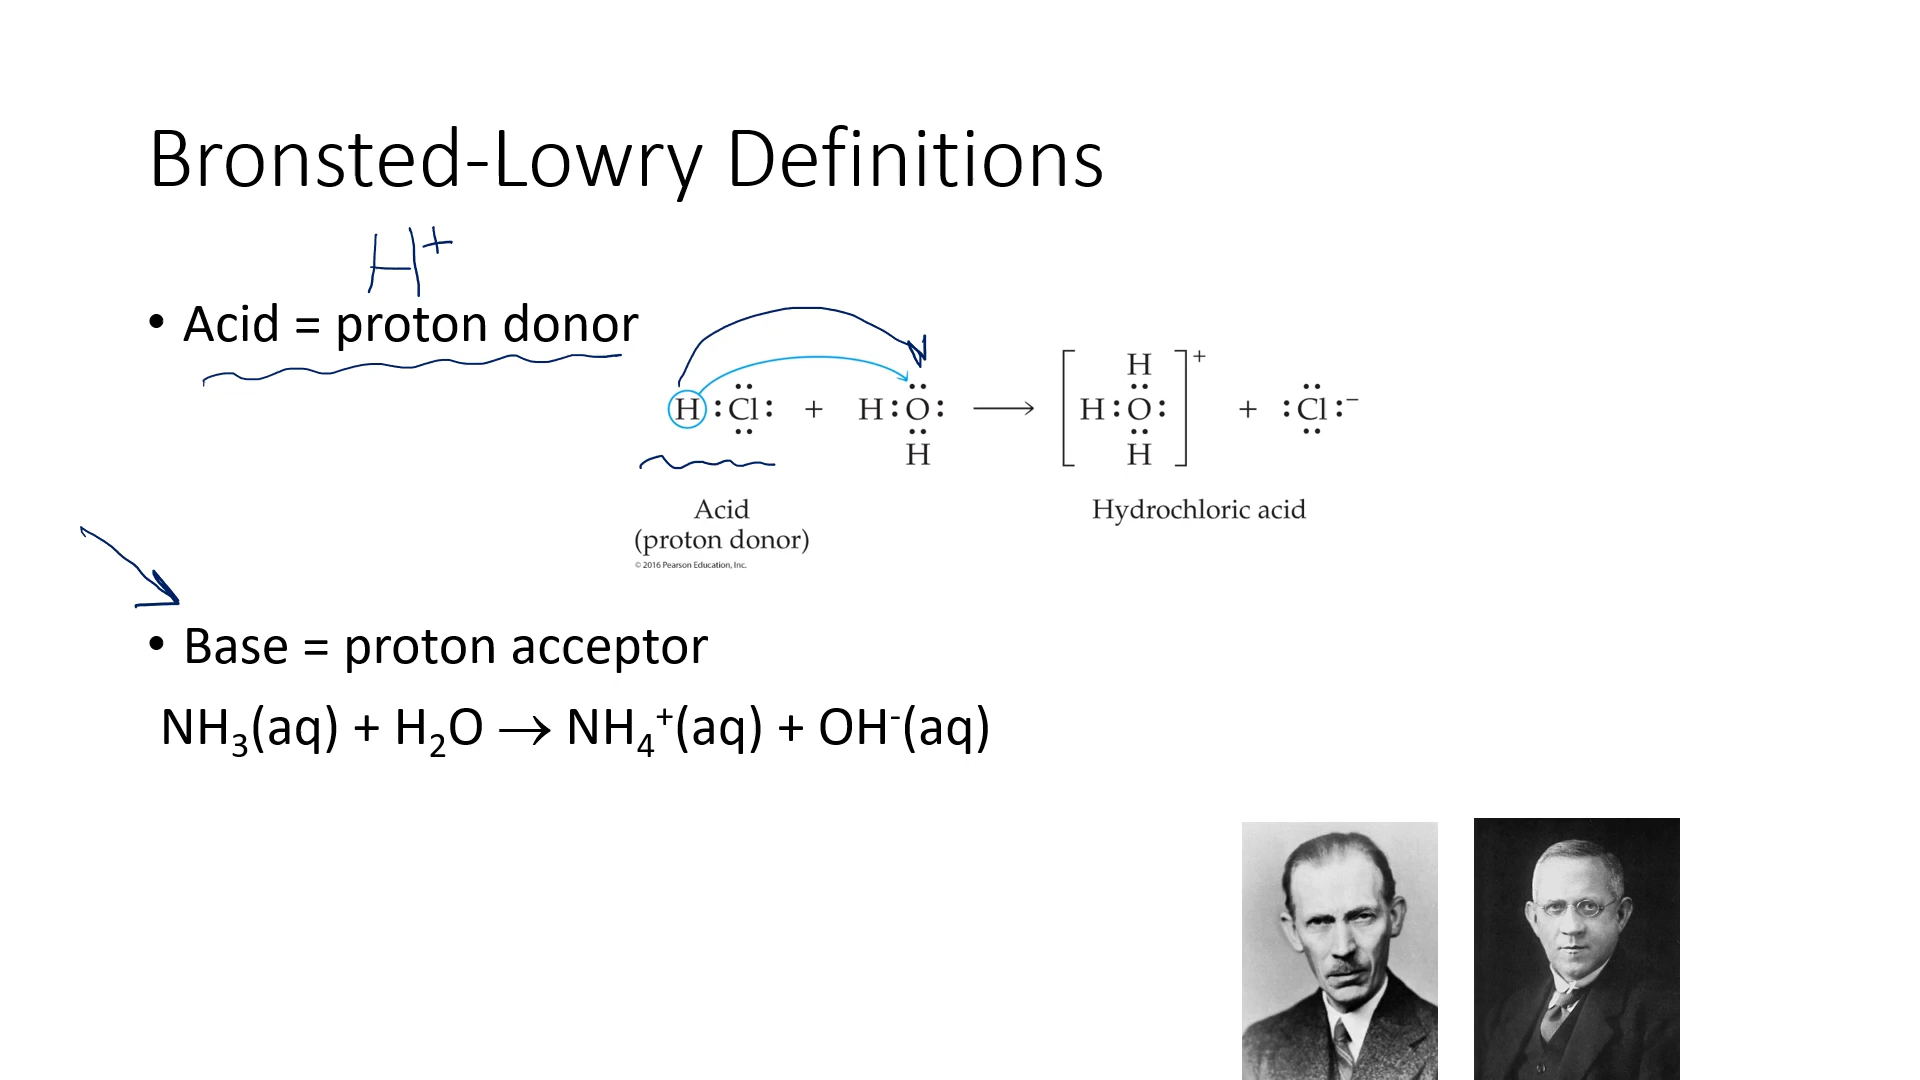 Bronsted-Lowry Definitions
H⁺
• Acid = proton donor
H : Cl : + H : O : → [ H : O : ]⁺ + : Cl :⁻
H
H
H
Acid
(proton donor)
Hydrochloric acid
© 2016 Pearson Education, Inc.
• Base = proton acceptor
NH₃(aq) + H₂O → NH₄⁺(aq) + OH⁻(aq)